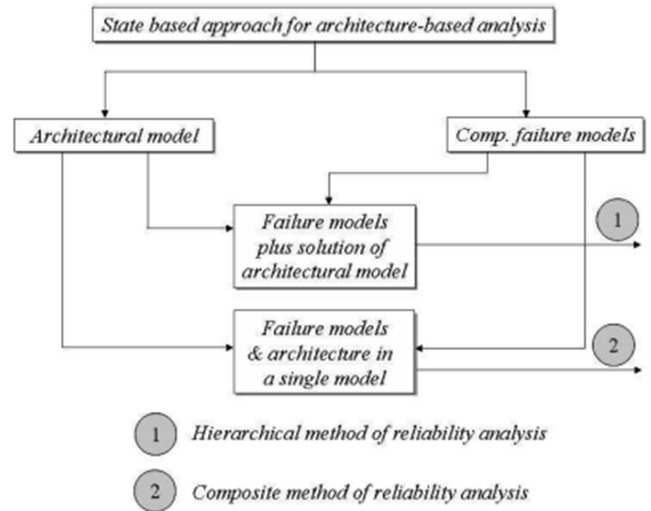 State based approach for architecture-based analysis
Architectural model
Comp. failure models
Failure models
plus solution of
architectural model
1
Failure models
& architecture in
a single model
2
1 Hierarchical method of reliability analysis
2 Composite method of reliability analysis